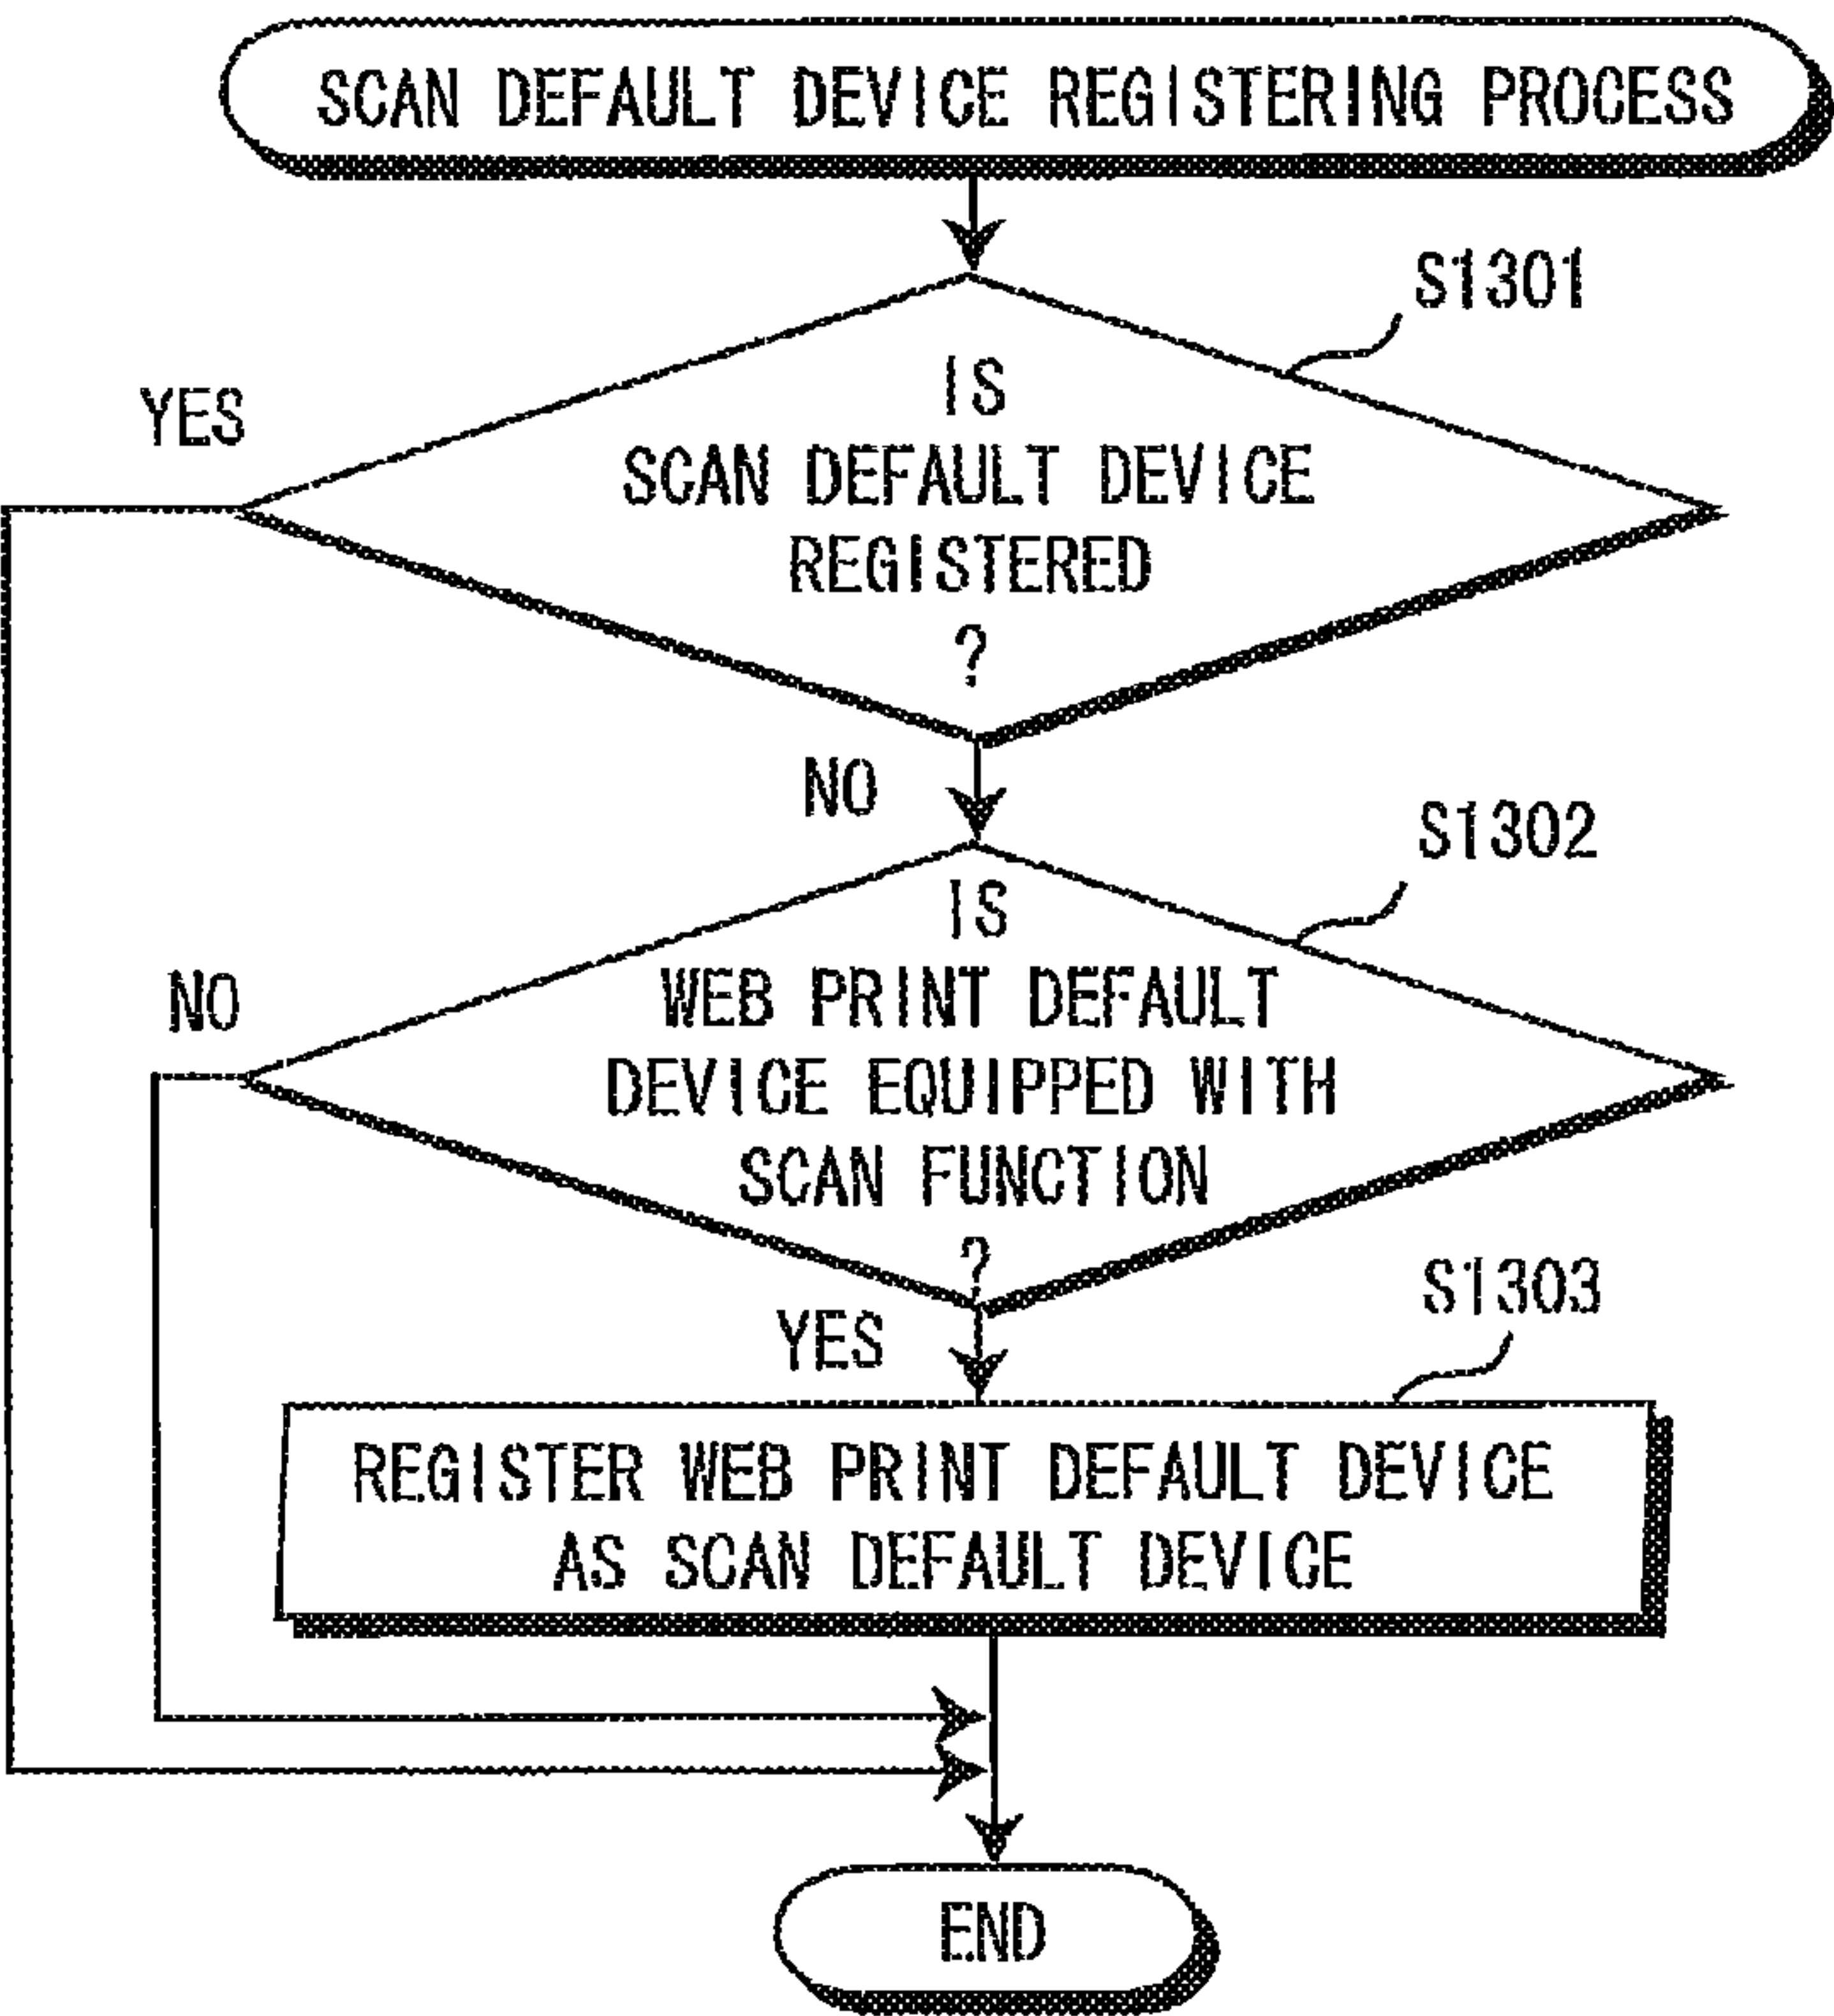 SCAN DEFAULT DEVICE REGISTERING PROCESS
S1301
YES
IS
SCAN DEFAULT DEVICE
REGISTERED
?
NO
S1302
IS
WEB PRINT DEFAULT
NO
DEVICE EQUIPPED WITH
SCAN FUNCTION
?
S1303
YES
REGISTER WEB PRINT DEFAULT DEVICE
AS SCAN DEFAULT DEVICE
END